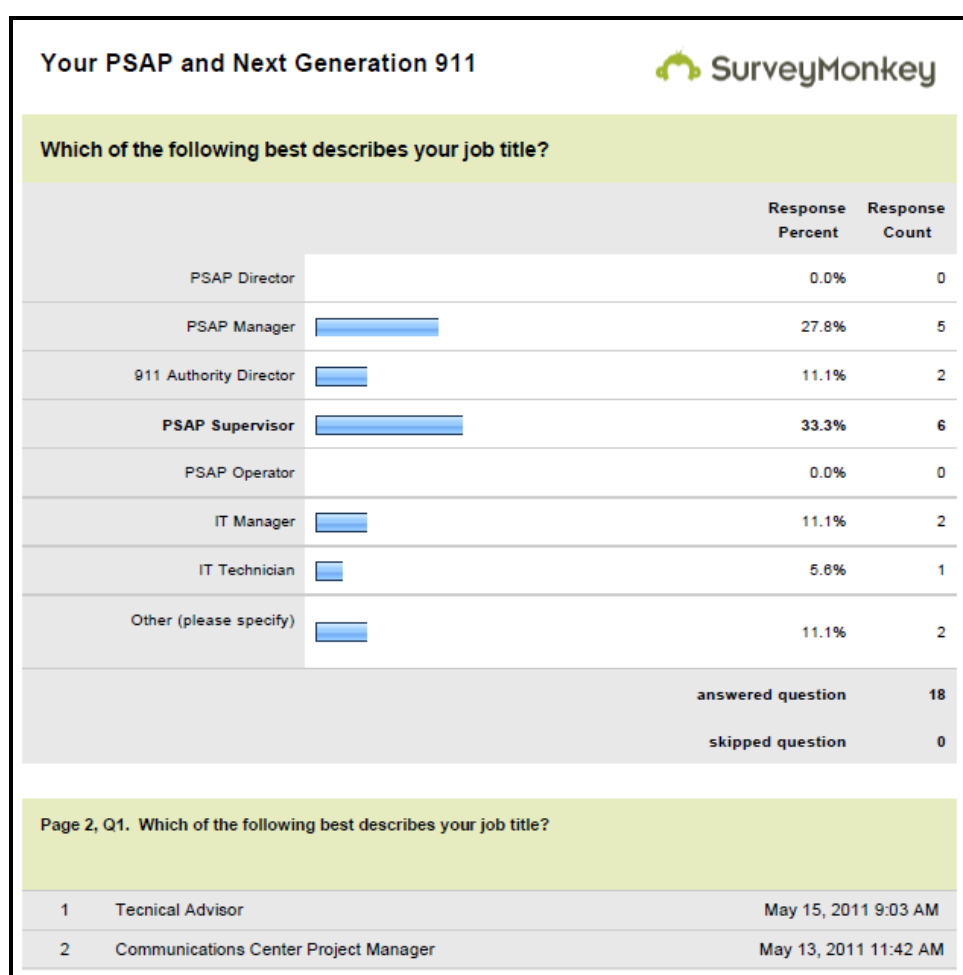 Your PSAP and Next Generation 911
SurveyMonkey
Which of the following best describes your job title?
Response Percent Response Count
PSAP Director 0.0% 0
PSAP Manager 27.8% 5
911 Authority Director 11.1% 2
PSAP Supervisor 33.3% 6
PSAP Operator 0.0% 0
IT Manager 11.1% 2
IT Technician 5.6% 1
Other (please specify) 11.1% 2
answered question 18
skipped question 0
Page 2, Q1. Which of the following best describes your job title?
1 Tecnical Advisor May 15, 2011 9:03 AM
2 Communications Center Project Manager May 13, 2011 11:42 AM